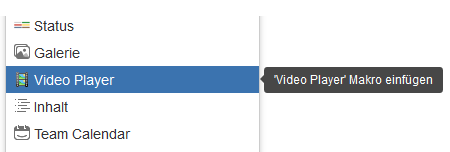 Status
Galerie
Video Player
'Video Player' Makro einfügen
Inhalt
Team Calendar